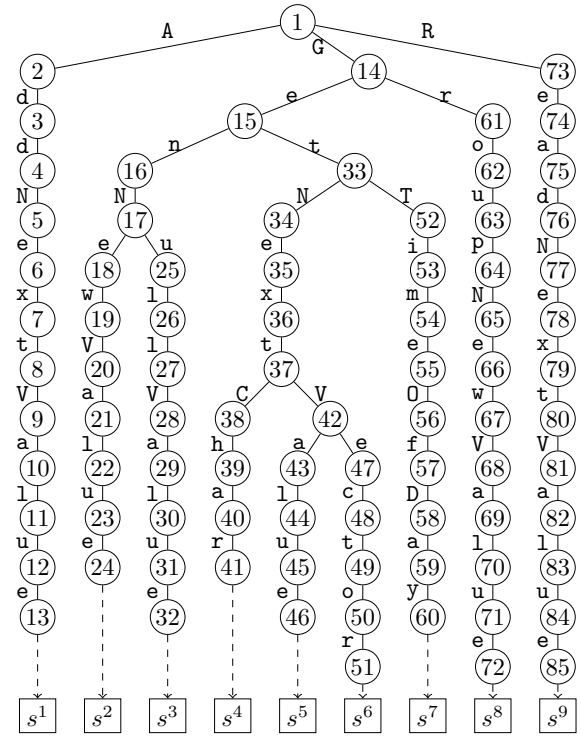 1
A G R
2 14 73
d e r e
3 15 61 74
d n t o a
4 16 33 62 75
N N N T u d
5 17 34 52 63 76
e e u e i p N
6 18 25 35 53 64 77
x w l x m N e
7 19 26 36 54 65 78
t V l t e e x
8 20 27 37 55 66 79
V a V C V O w t
9 21 28 38 42 56 67 80
a l a h a e f V V
10 22 29 39 43 47 57 68 81
l u l a l c D a a
11 23 30 40 44 48 58 69 82
u e u r u t a l l
12 24 31 41 45 49 59 70 83
e e e o y u u
13 32 46 50 60 71 84
r e e
51 72 85
s¹ s² s³ s⁴ s⁵ s⁶ s⁷ s⁸ s⁹